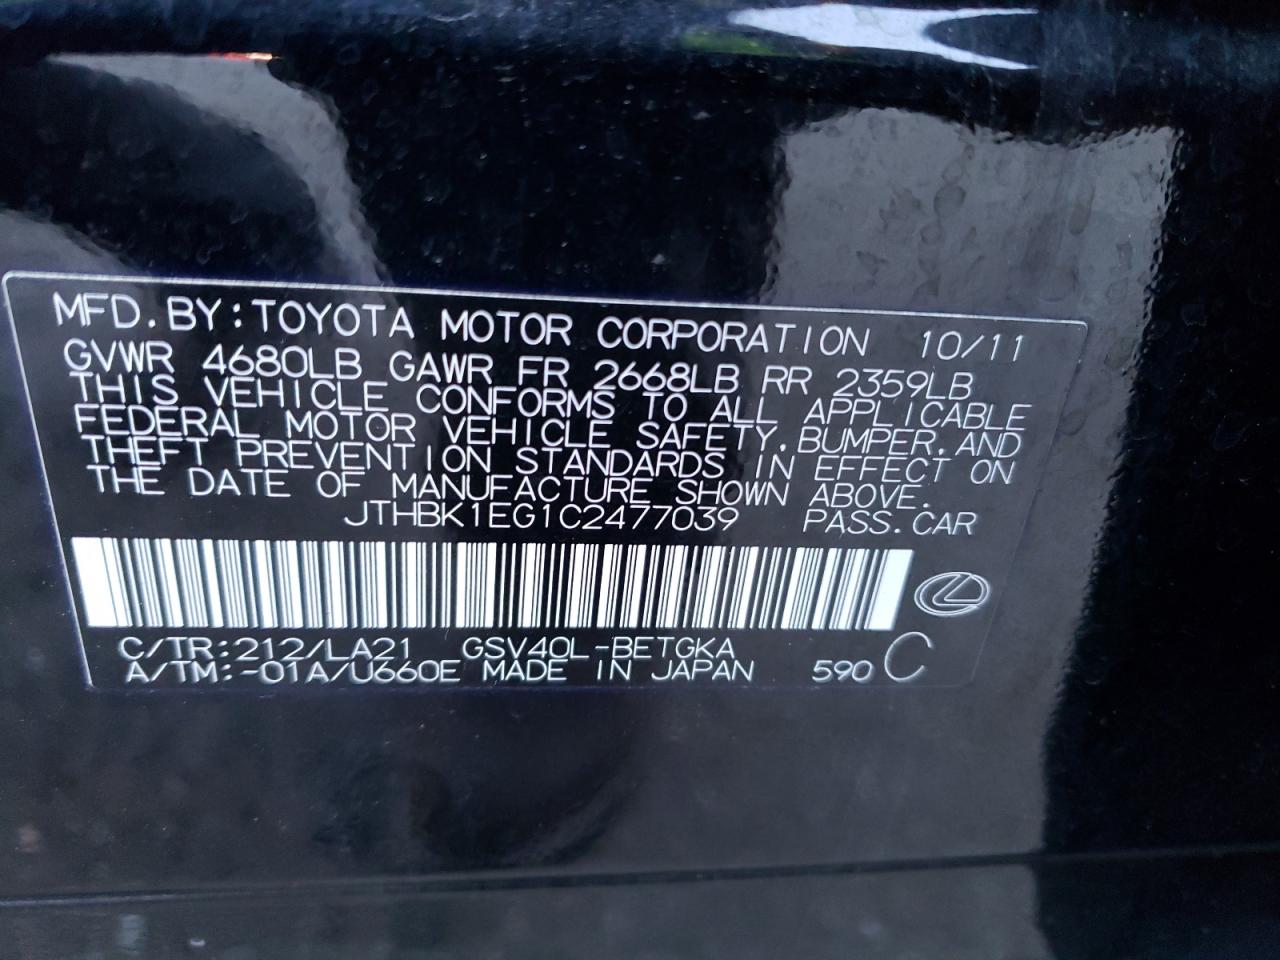 MFD. BY: TOYOTA MOTOR CORPORATION 10/11
GVWR 4680LB GAWR FR 2668LB RR 2359LB
THIS VEHICLE CONFORMS TO ALL APPLICABLE
FEDERAL MOTOR VEHICLE SAFETY, BUMPER, AND
THEFT PREVENTION STANDARDS IN EFFECT ON
THE DATE OF MANUFACTURE SHOWN ABOVE.
JTHBK1EG1C2477039 PASS. CAR
C/TR:212/LA21 GSV40L-BETGKA
A/TM:-01A/U660E MADE IN JAPAN 590 C